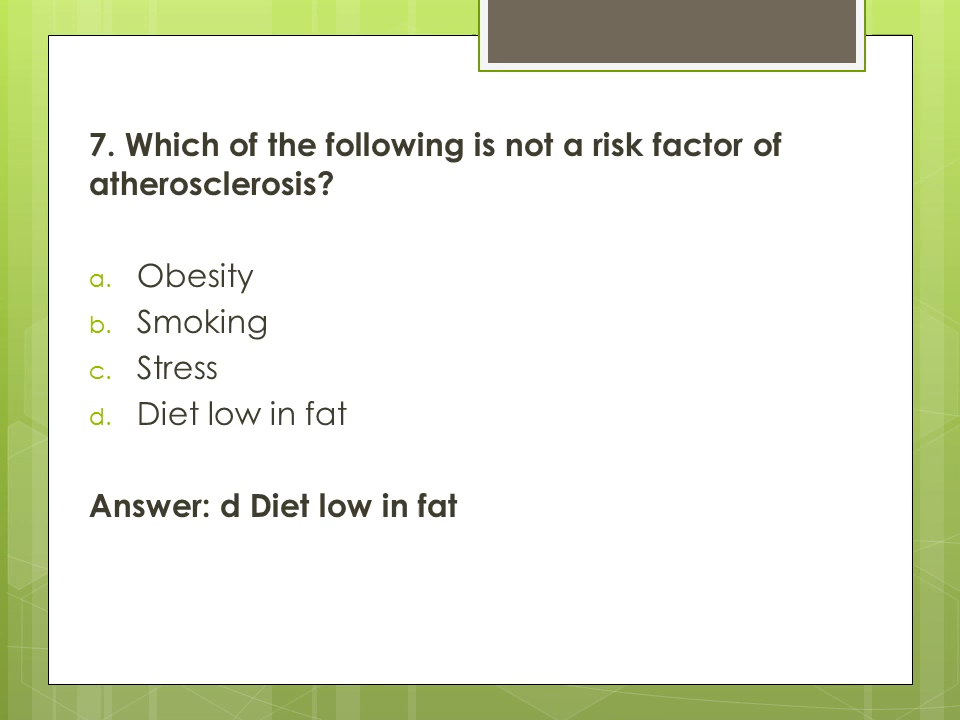 7. Which of the following is not a risk factor of
atherosclerosis?
a. Obesity
b. Smoking
c. Stress
d. Diet low in fat
Answer: d Diet low in fat